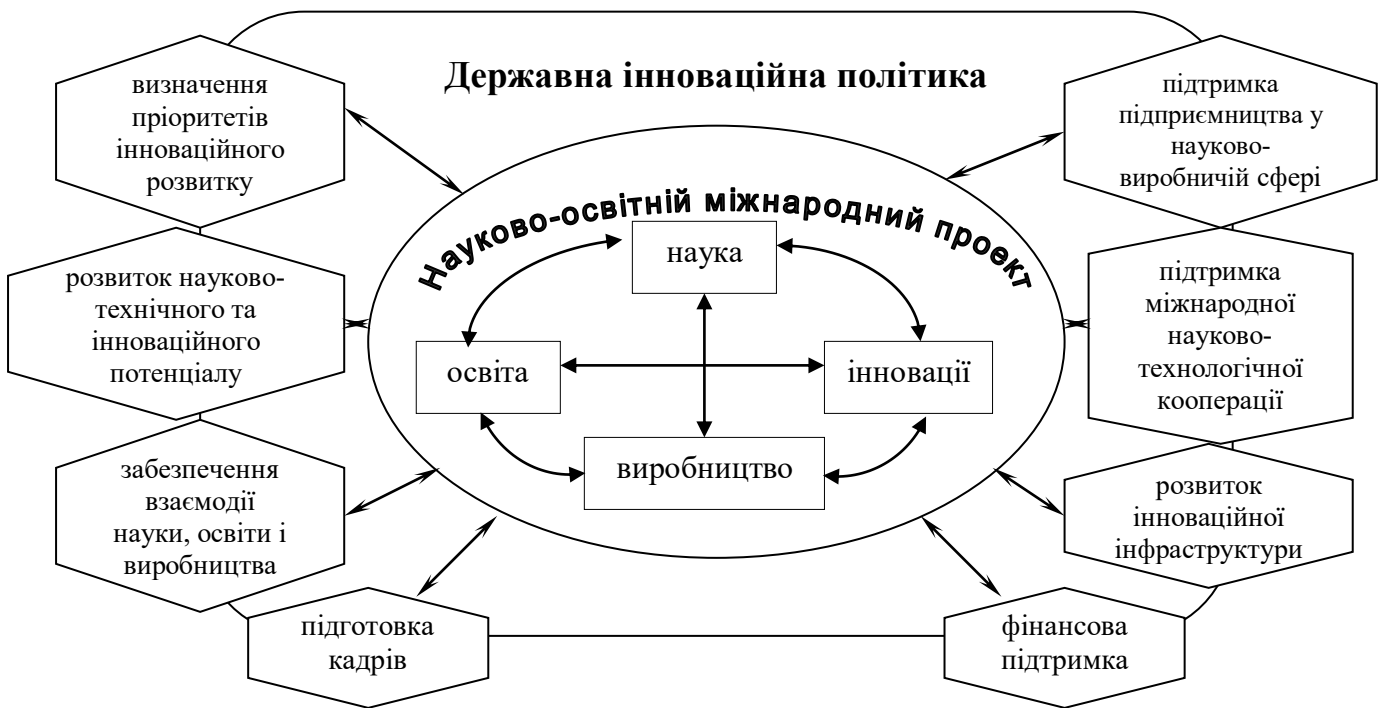 Державна інноваційна політика
визначення
пріоритетів
інноваційного
розвитку
підтримка
підприємництва у
науково-
виробничій сфері
Науково-освітній міжнародний проект
наука
розвиток науково-
технічного та
інноваційного
потенціалу
підтримка
міжнародної
науково-
технологічної
кооперації
освіта
інновації
виробництво
забезпечення
взаємодії
науки, освіти і
виробництва
розвиток
інноваційної
інфраструктури
підготовка
кадрів
фінансова
підтримка